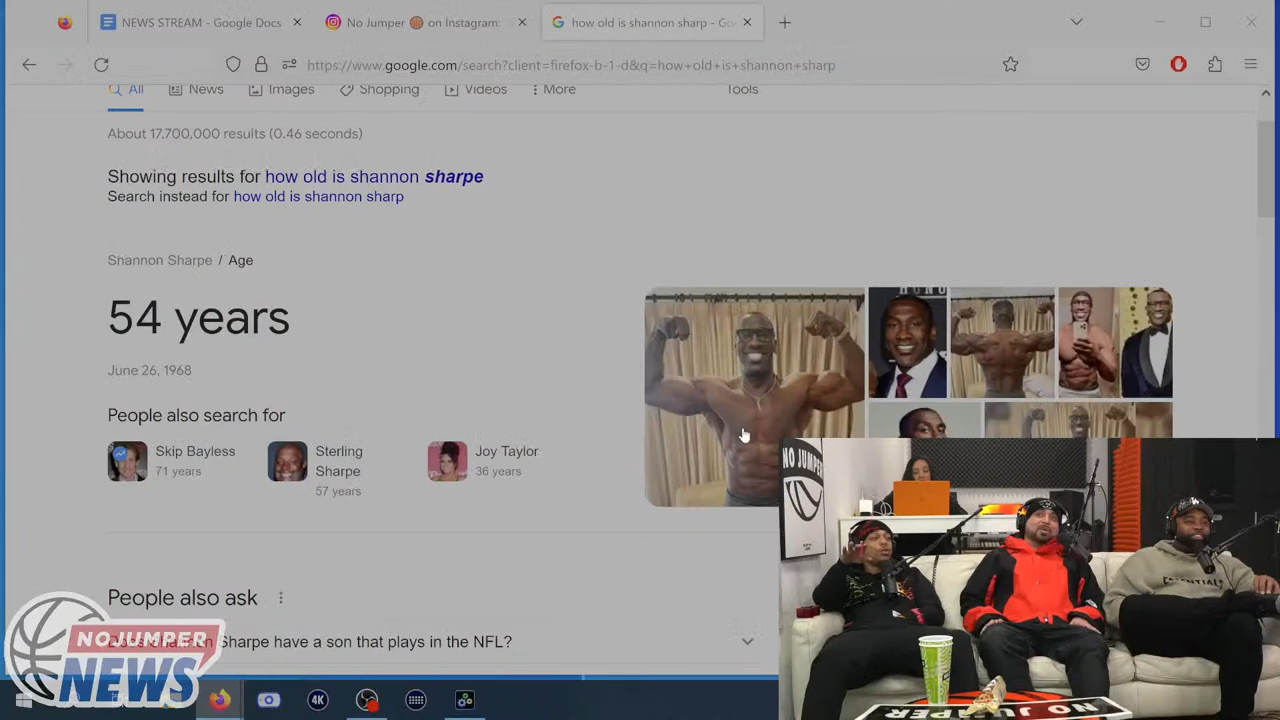 NEWS STREAM - Google Docs
No Jumper 🏀 on Instagram:
how old is shannon sharp - Goo
https://www.google.com/search?client=firefox-b-1-d&q=how+old+is+shannon+sharp
All
News
Images
Shopping
Videos
More
Tools
About 17,700,000 results (0.46 seconds)
Showing results for how old is shannon sharpe
Search instead for how old is shannon sharp
Shannon Sharpe / Age
54 years
June 26, 1968
People also search for
Skip Bayless
71 years
Sterling
Sharpe
57 years
Joy Taylor
36 years
People also ask
Sharpe have a son that plays in the NFL?
NO JUMPER
NEWS
4K
NO JUMPER
ESSENTIALS
NO JUMPER